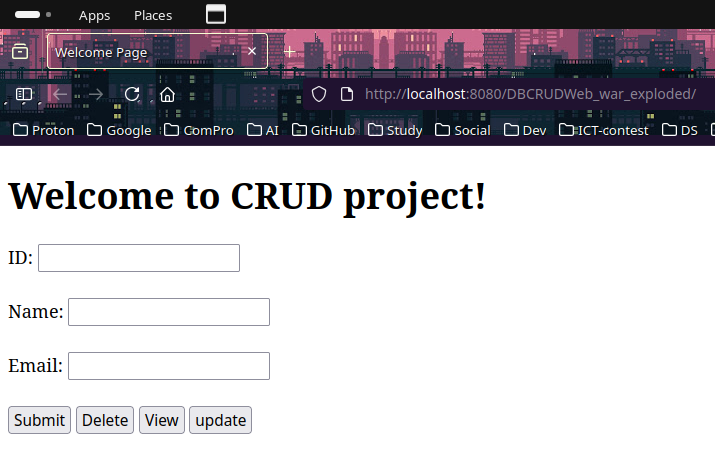 Apps Places
Welcome Page
http://localhost:8080/DBCRUDWeb_war_exploded/
Proton Google ComPro AI GitHub Study Social Dev ICT-contest DS
Welcome to CRUD project!
ID:
Name:
Email:
Submit Delete View update